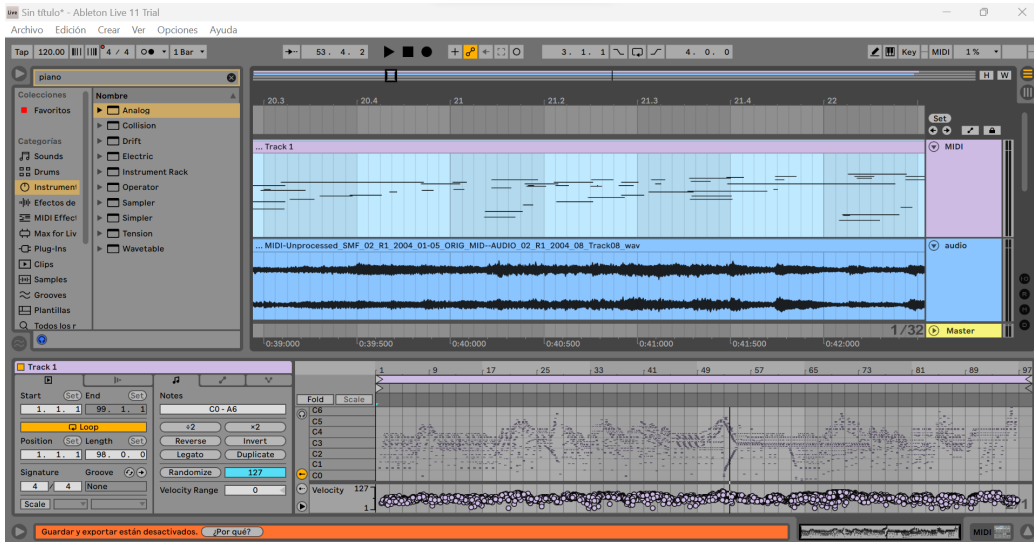 Live Sin título* - Ableton Live 11 Trial
Archivo Edición Crear Ver Opciones Ayuda
Tap 120.00 4 / 4 1 Bar 53. 4. 2 3. 1. 1 4. 0. 0 Key MIDI 1 %
piano
H W
Colecciones
Favoritos
Categorías
Sounds
Drums
Instrument
Efectos de
MIDI Effect
Max for Liv
Plug-Ins
Clips
Samples
Grooves
Plantillas
Todos los r
Nombre
Analog
Collision
Drift
Electric
Instrument Rack
Operator
Sampler
Simpler
Tension
Wavetable
20.3 20.4 21 21.2 21.3 21.4 22
Set
... Track 1
MIDI
... MIDI-Unprocessed_SMF_02_R1_2004_01-05_ORIG_MID--AUDIO_02_R1_2004_08_Track08_wav
audio
1/32
Master
0:39:000 0:39:500 0:40:000 0:40:500 0:41:000 0:41:500 0:42:000
Track 1
Start Set End Set
1. 1. 1 99. 1. 1
Loop
Position Set Length Set
1. 1. 1 98. 0. 0
Signature Groove
4 / 4 None
Scale
Notes
C0 - A6
÷2 ×2
Reverse Invert
Legato Duplicate
Randomize 127
Velocity Range 0
1 9 17 25 33 41 49 57 65 73 81 89 97
Fold Scale
C6
C5
C4
C3
C2
C1
C0
Velocity 127
1
2/1
Guardar y exportar están desactivados. ¿Por qué?
MIDI